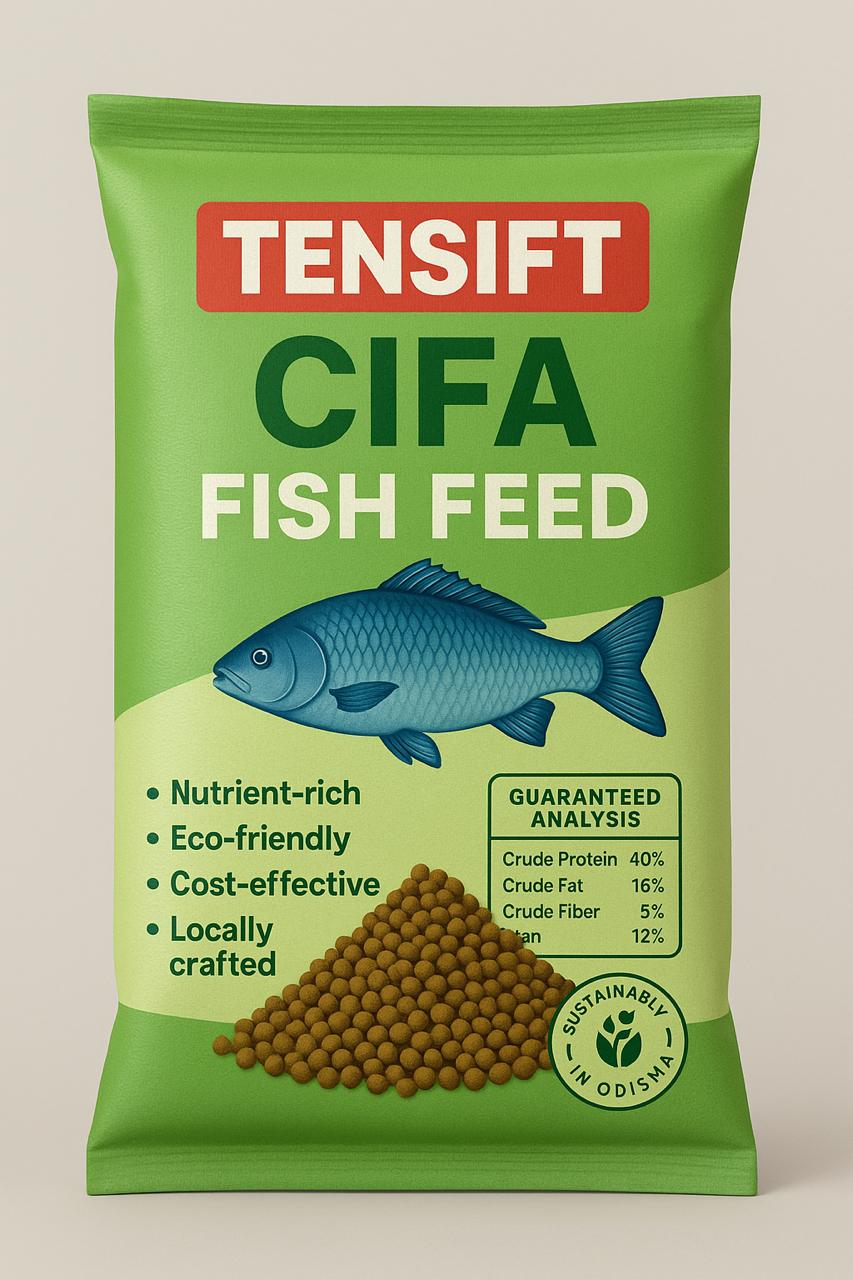 TENSIFT
CIFA
FISH FEED
• Nutrient-rich
• Eco-friendly
• Cost-effective
• Locally
crafted
GUARANTEED
ANALYSIS
Crude Protein 40%
Crude Fat 16%
Crude Fiber 5%
12%
SUSTAINABLY
IN ODISMA